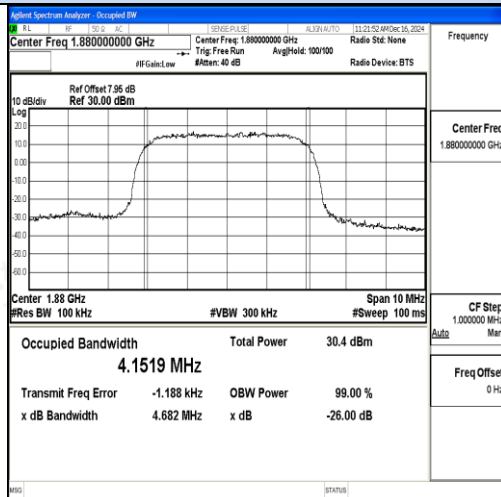 Agilent Spectrum Analyzer - Occupied BW
RL RF 50 Ω AC SENSE:PULSE ALIGN AUTO 11:21:52 AM Dec 16, 2024
Center Freq 1.880000000 GHz Center Freq: 1.880000000 GHz Radio Std: None Frequency
Trig: Free Run Avg|Hold: 100/100
#IFGain:Low #Atten: 40 dB Radio Device: BTS
Ref Offset 7.95 dB
10 dB/div Ref 30.00 dBm
Log
20.0
10.0
0.00
-10.0
-20.0
-30.0
-40.0
-50.0
-60.0
Center Freq
1.880000000 GHz
Center 1.88 GHz Span 10 MHz
#Res BW 100 kHz #VBW 300 kHz #Sweep 100 ms
CF Step
1.000000 MHz
Auto Man
Occupied Bandwidth Total Power 30.4 dBm
4.1519 MHz
Transmit Freq Error -1.188 kHz OBW Power 99.00 %
x dB Bandwidth 4.682 MHz x dB -26.00 dB
Freq Offset
0 Hz
MSG STATUS